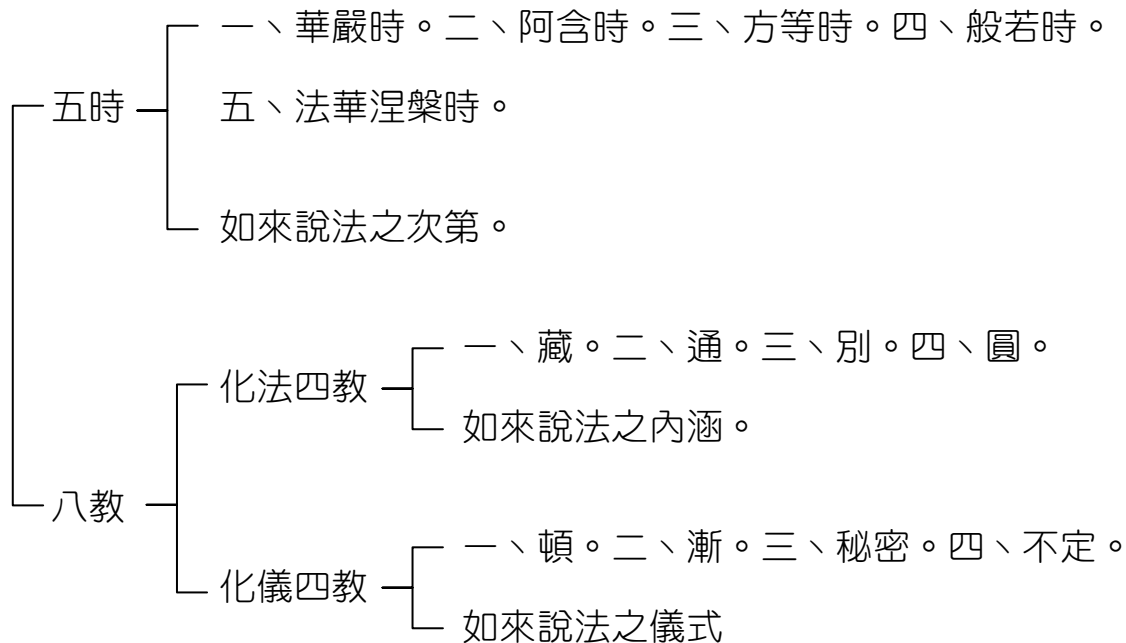 一、華嚴時。二、阿含時。三、方等時。四、般若時。
五時
五、法華涅槃時。
如來說法之次第。
一、藏。二、通。三、別。四、圓。
化法四教
如來說法之內涵。
八教
一、頓。二、漸。三、秘密。四、不定。
化儀四教
如來說法之儀式